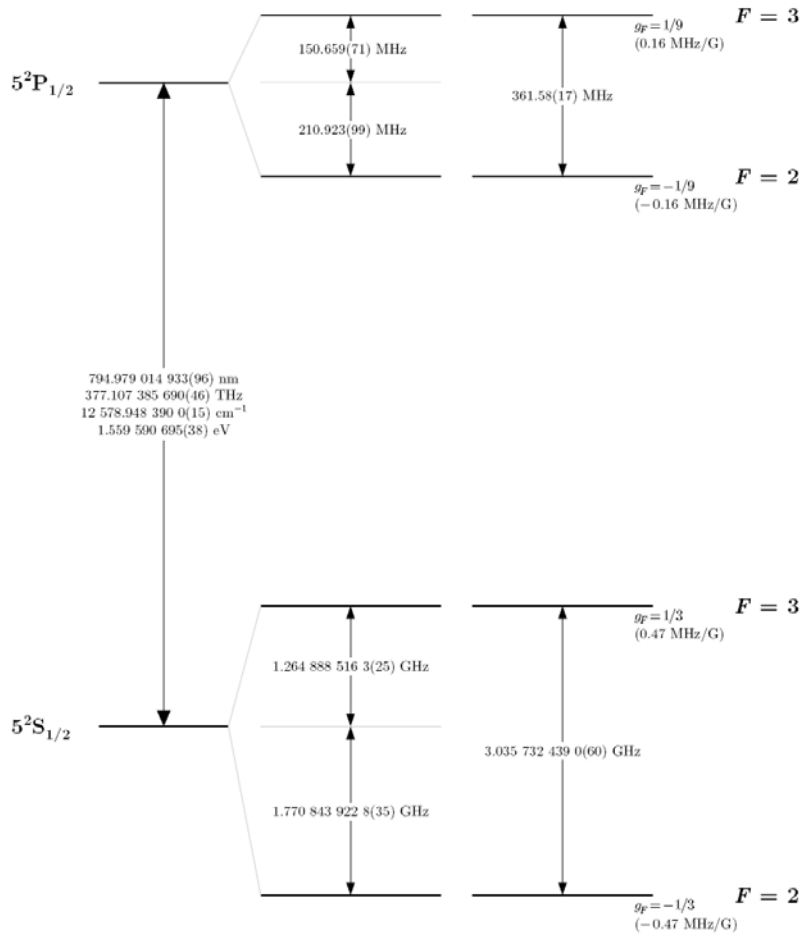 F = 3
g_F = 1/9
(0.16 MHz/G)
150.659(71) MHz
5²P₁/₂
361.58(17) MHz
210.923(99) MHz
F = 2
g_F = −1/9
(−0.16 MHz/G)
794.979 014 933(96) nm
377.107 385 690(46) THz
12 578.948 390 0(15) cm⁻¹
1.559 590 695(38) eV
F = 3
g_F = 1/3
(0.47 MHz/G)
1.264 888 516 3(25) GHz
5²S₁/₂
3.035 732 439 0(60) GHz
1.770 843 922 8(35) GHz
F = 2
g_F = −1/3
(−0.47 MHz/G)